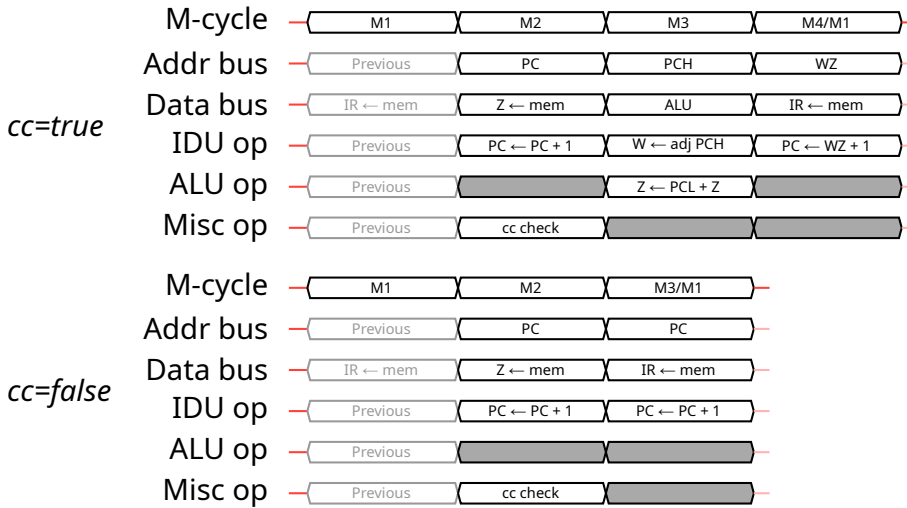 M-cycle M1 M2 M3 M4/M1
Addr bus Previous PC PCH WZ
Data bus IR ← mem Z ← mem ALU IR ← mem
cc=true
IDU op Previous PC ← PC + 1 W ← adj PCH PC ← WZ + 1
ALU op Previous Z ← PCL + Z
Misc op Previous cc check
M-cycle M1 M2 M3/M1
Addr bus Previous PC PC
Data bus IR ← mem Z ← mem IR ← mem
cc=false
IDU op Previous PC ← PC + 1 PC ← PC + 1
ALU op Previous
Misc op Previous cc check